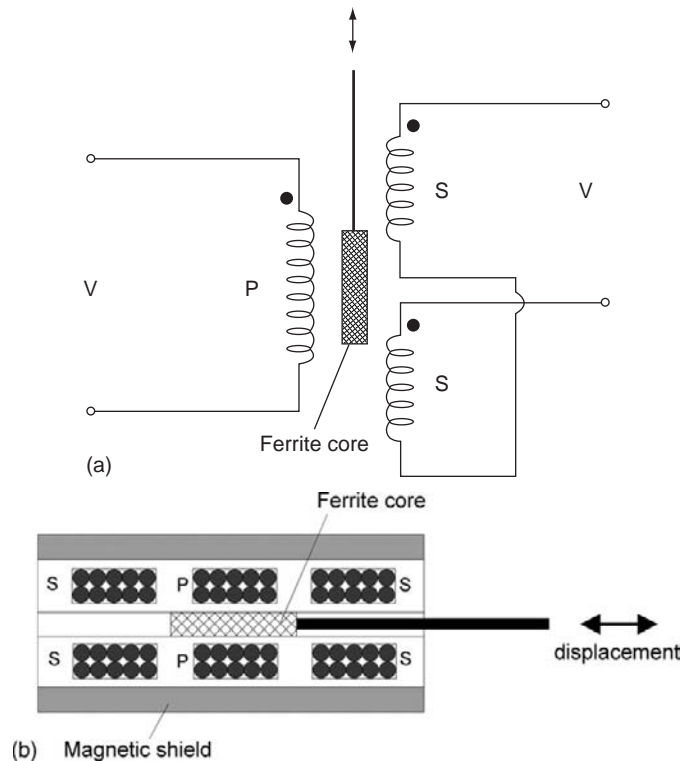 S
V
V
P
S
Ferrite core
(a)
Ferrite core
S
P
S
S
P
S
displacement
(b) Magnetic shield